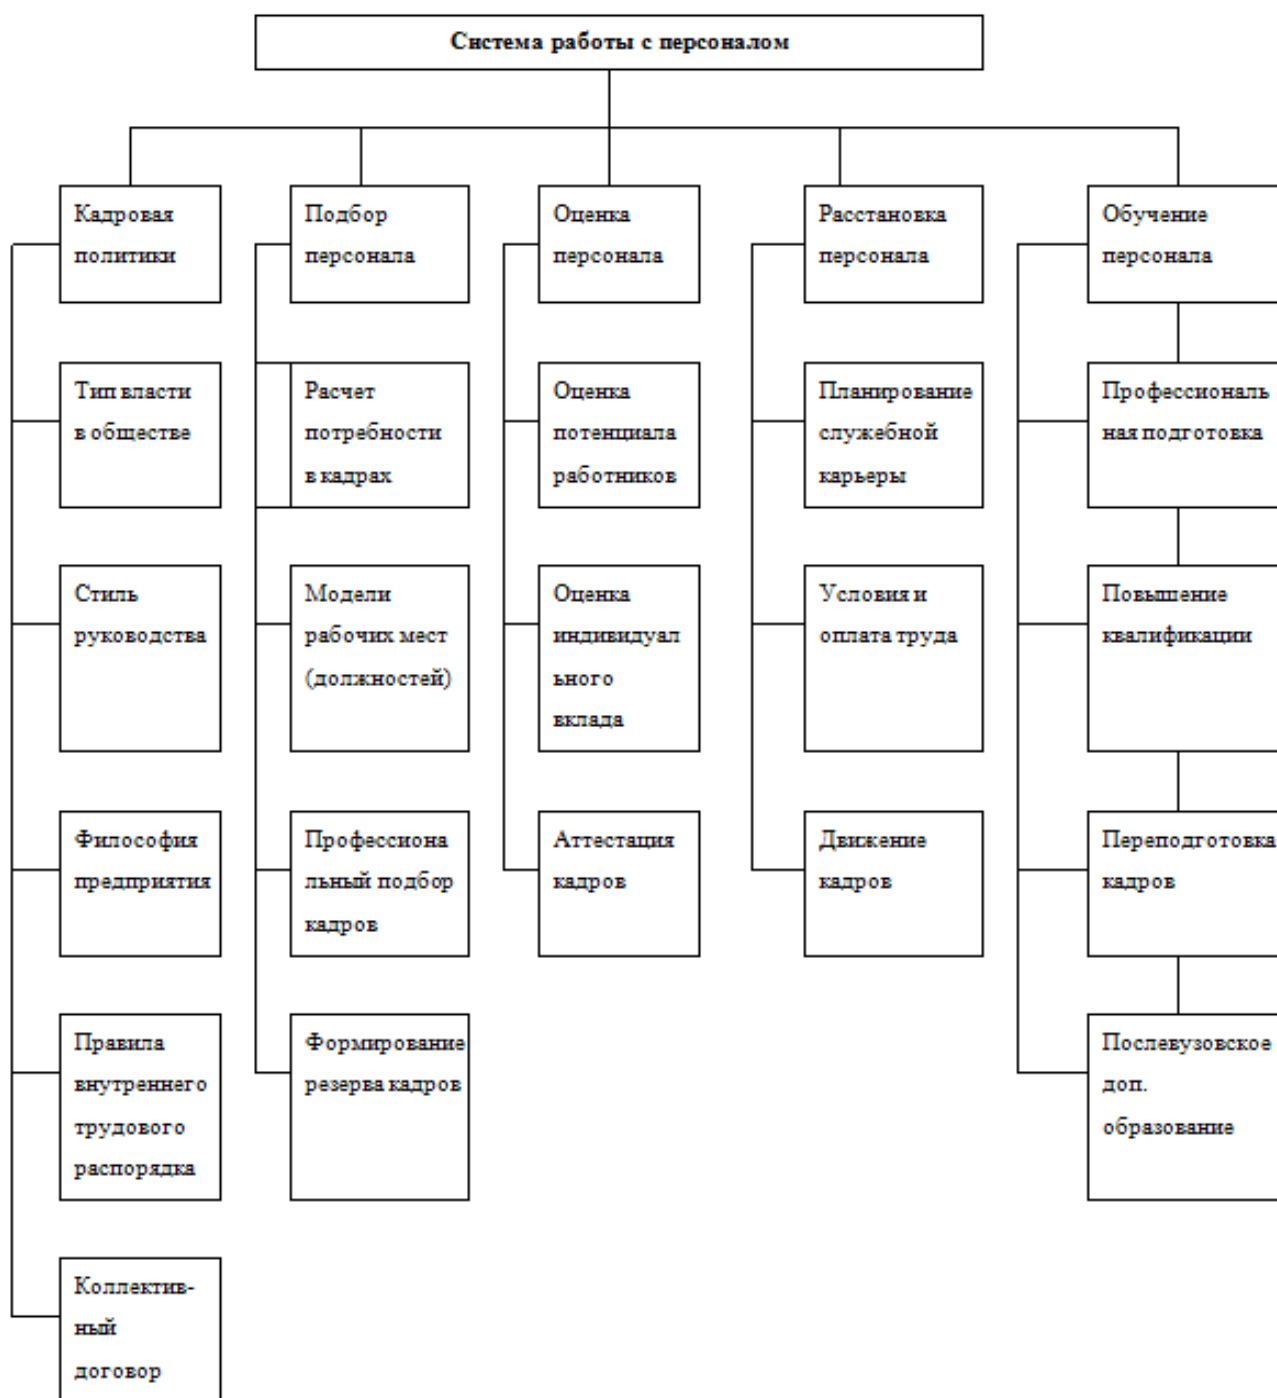 Система работы с персоналом
Кадровая
политики
Подбор
персонала
Оценка
персонала
Расстановка
персонала
Обучение
персонала
Тип власти
в обществе
Расчет
потребности
в кадрах
Оценка
потенциала
работников
Планирование
служебной
карьеры
Профессиональ
ная подготовка
Стиль
руководства
Модели
рабочих мест
(должностей)
Оценка
индивидуал
ьного
вклада
Условия и
оплата труда
Повышение
квалификации
Философия
предприятия
Профессиона
льный подбор
кадров
Аттестация
кадров
Движение
кадров
Переподготовка
кадров
Правила
внутреннего
трудового
распорядка
Формирование
резерва кадров
Послевузовское
доп.
образование
Коллектив-
ный
договор